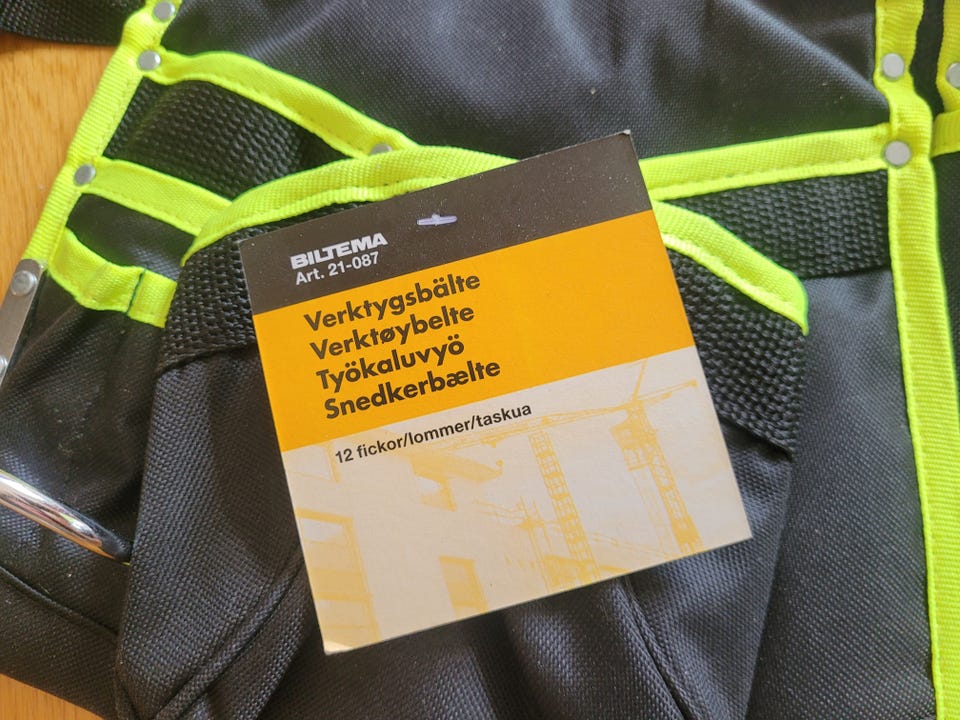 BILTEMA
Art. 21-087
Verktygsbälte
Verktøybelte
Työkaluvyö
Snedkerbælte
12 fickor/lommer/taskua